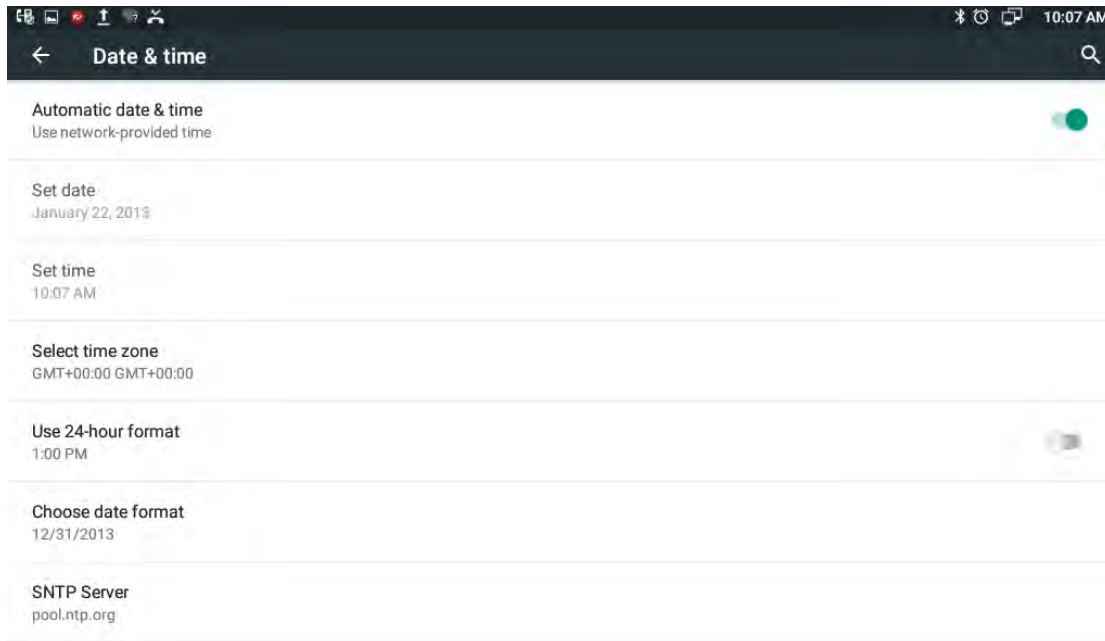 10:07 AM
Date & time
Automatic date & time
Use network-provided time
Set date
January 22, 2013
Set time
10:07 AM
Select time zone
GMT+00:00 GMT+00:00
Use 24-hour format
1:00 PM
Choose date format
12/31/2013
SNTP Server
pool.ntp.org